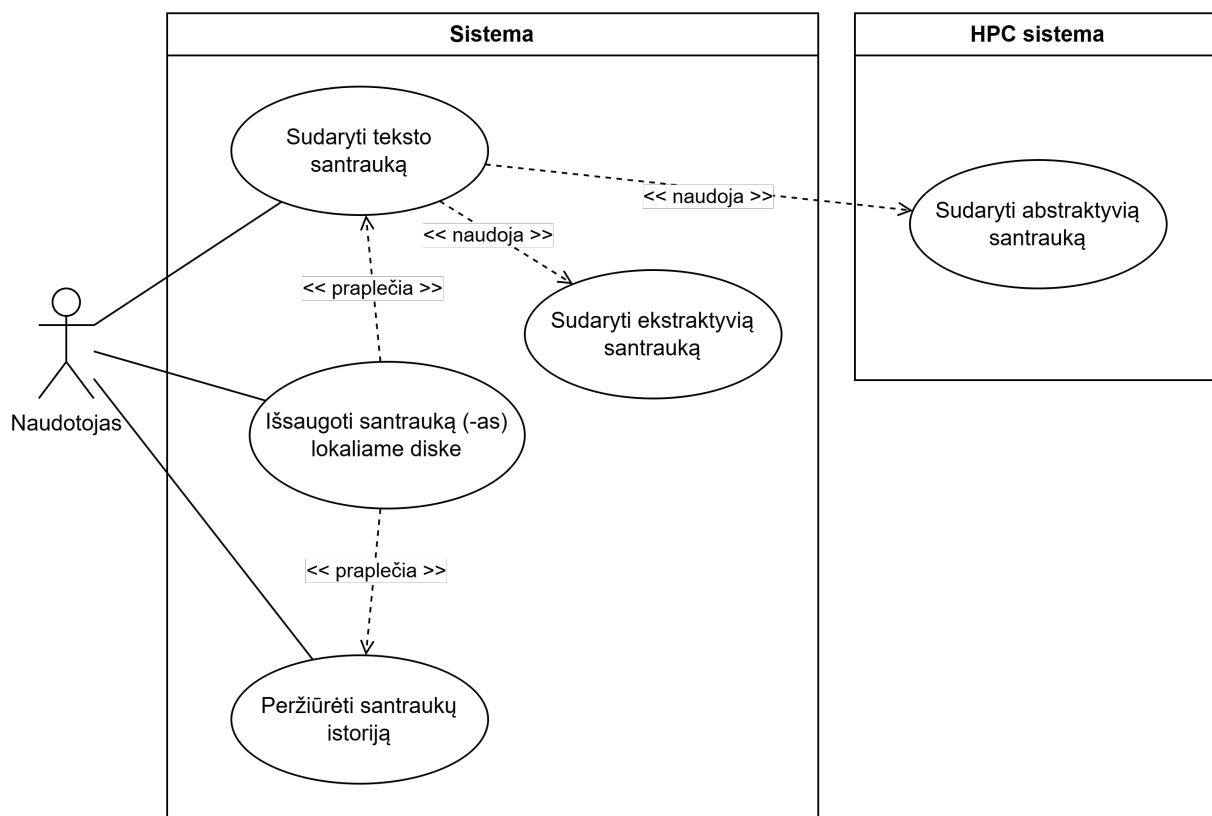 Sistema
HPC sistema
Sudaryti teksto
santrauką
<< naudoja >>
Sudaryti abstraktyvią
santrauką
<< naudoja >>
<< praplečia >>
Sudaryti ekstraktyvią
santrauką
Naudotojas
Išsaugoti santrauką (-as)
lokaliame diske
<< praplečia >>
Peržiūrėti santraukų
istoriją